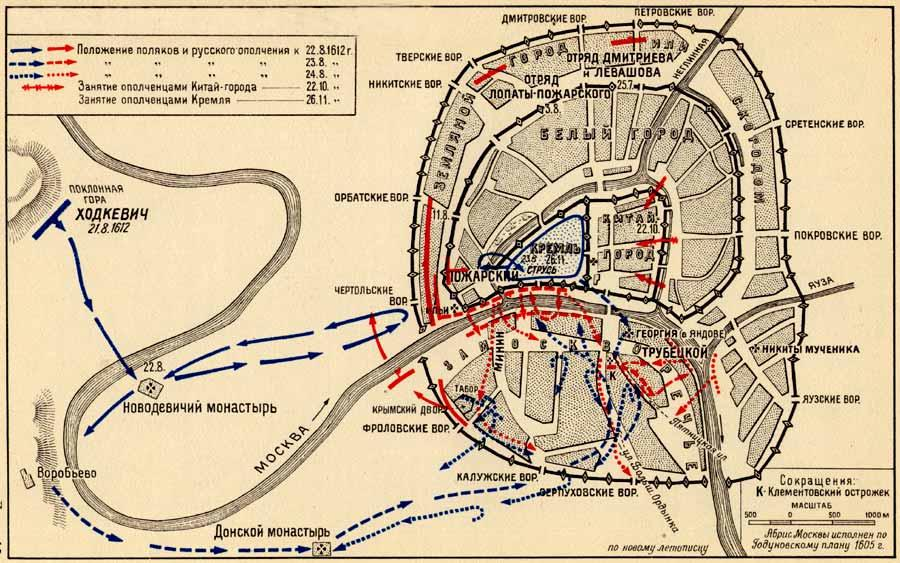 Положение поляков и русского ополчения к 22.8.1612 г.
" " " " 23.8. "
" " " " 24.8. "
Занятие ополченцами Китай-города 22.10. "
Занятие ополченцами Кремля 26.11. "
ДМИТРОВСКИЕ ВОР.
ПЕТРОВСКИЕ ВОР.
ТВЕРСКИЕ ВОР.
НИКИТСКИЕ ВОР.
ЗЕМЛЯНОЙ ГОРОД ИЛИ СКОРОДОМ
ОТРЯД ДМИТРИЕВА
и ЛЕВАШОВА
25.7.
НЕГЛИННАЯ
ОТРЯД
ЛОПАТЫ-ПОЖАРСКОГО
3.8.
БЕЛЫЙ ГОРОД
СРЕТЕНСКИЕ ВОР.
ПОКЛОННАЯ
ГОРА
ХОДКЕВИЧ
21.8.1612
ОРБАТСКИЕ ВОР.
11.8.
КИТАЙ
22.10.
ГОРОД
КРЕМЛЬ
23.8. 26.11.
СТРУСЬ
ПОКРОВСКИЕ ВОР.
ПОЖАРСКИЙ
ЧЕРТОЛЬСКИЕ
ВОР.
ЯУЗА
ГЕОРГИЯ (в ЯНДОВЕ)
ЗАМОСКВОРЕЧЬЕ
МИНИН
ТРУБЕЦКОЙ
НИКИТЫ МУЧЕНИКА
К
22.8.
Новодевичий монастырь
ТАБОР
КРЫМСКИЙ ДВОР
ФРОЛОВСКИЕ ВОР.
ЯУЗСКИЕ ВОР.
Пятницкая ул.
ул. Больш. Ордынка
МОСКВА
Воробьево
КАЛУЖСКИЕ ВОР.
СЕРПУХОВСКИЕ ВОР.
Донской монастырь
Сокращения:
К-Клементовский острожек
МАСШТАБ
500 0 500 1000 м
Абрис Москвы исполнен по
Годуновскому плану 1605 г.
по новому летописцу